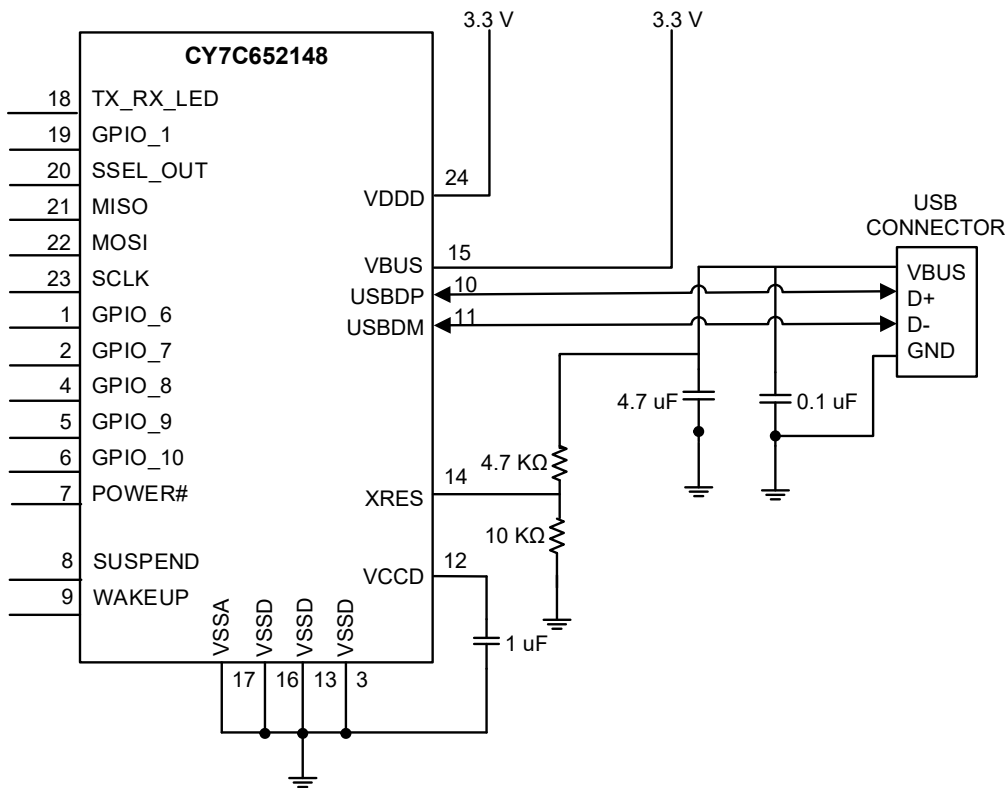 3.3 V
3.3 V
CY7C652148
18 TX_RX_LED
19 GPIO_1
20 SSEL_OUT
21 MISO
22 MOSI
23 SCLK
1 GPIO_6
2 GPIO_7
4 GPIO_8
5 GPIO_9
6 GPIO_10
7 POWER#
8 SUSPEND
9 WAKEUP
VDDD 24
VBUS 15
USBDP 10
USBDM 11
XRES 14
VCCD 12
VSSA
VSSD
VSSD
VSSD
17 16 13 3
USB
CONNECTOR
VBUS
D+
D-
GND
4.7 uF
0.1 uF
4.7 KΩ
10 KΩ
1 uF